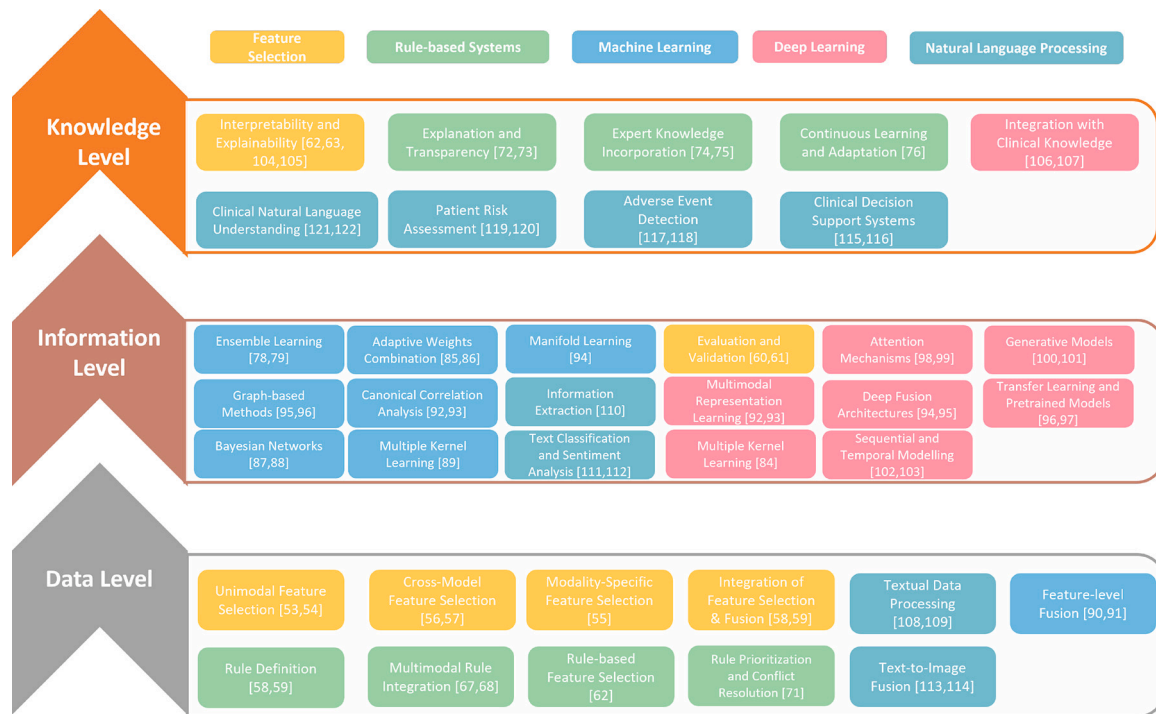 Feature
Selection
Rule-based Systems
Machine Learning
Deep Learning
Natural Language Processing
Knowledge
Level
Interpretability and
Explainability [62,63,
104,105]
Explanation and
Transparency [72,73]
Expert Knowledge
Incorporation [74,75]
Continuous Learning
and Adaptation [76]
Integration with
Clinical Knowledge
[106,107]
Clinical Natural Language
Understanding [121,122]
Patient Risk
Assessment [119,120]
Adverse Event
Detection
[117,118]
Clinical Decision
Support Systems
[115,116]
Information
Level
Ensemble Learning
[78,79]
Adaptive Weights
Combination [85,86]
Manifold Learning
[94]
Evaluation and
Validation [60,61]
Attention
Mechanisms [98,99]
Generative Models
[100,101]
Graph-based
Methods [95,96]
Canonical Correlation
Analysis [92,93]
Information
Extraction [110]
Multimodal
Representation
Learning [92,93]
Deep Fusion
Architectures [94,95]
Transfer Learning and
Pretrained Models
[96,97]
Bayesian Networks
[87,88]
Multiple Kernel
Learning [89]
Text Classification
and Sentiment
Analysis [111,112]
Multiple Kernel
Learning [84]
Sequential and
Temporal Modelling
[102,103]
Data Level
Unimodal Feature
Selection [53,54]
Cross-Model
Feature Selection
[56,57]
Modality-Specific
Feature Selection
[55]
Integration of
Feature Selection
& Fusion [58,59]
Textual Data
Processing
[108,109]
Feature-level
Fusion [90,91]
Rule Definition
[58,59]
Multimodal Rule
Integration [67,68]
Rule-based
Feature Selection
[62]
Rule Prioritization
and Conflict
Resolution [71]
Text-to-Image
Fusion [113,114]